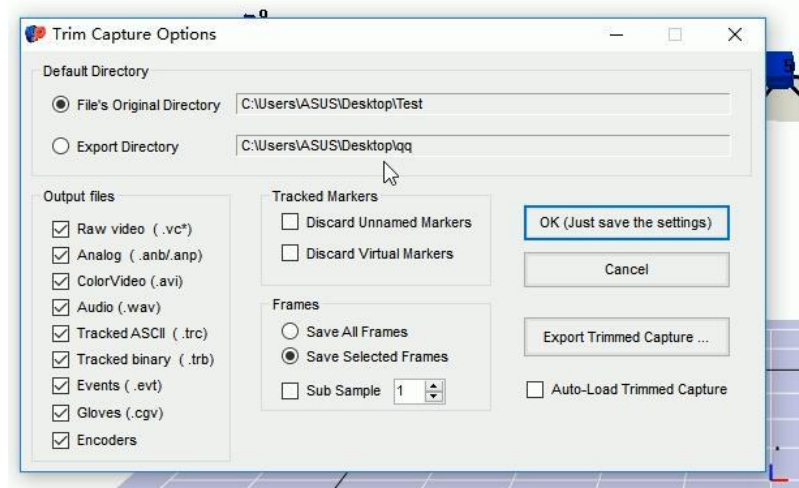 Trim Capture Options
Default Directory
File's Original Directory
C:\Users\ASUS\Desktop\Test
Export Directory
C:\Users\ASUS\Desktop\qq
Output files
Raw video ( .vc*)
Analog ( .anb/.anp)
ColorVideo (.avi)
Audio (.wav)
Tracked ASCII ( .trc)
Tracked binary ( .trb)
Events ( .evt)
Gloves (.cgv)
Encoders
Tracked Markers
Discard Unnamed Markers
Discard Virtual Markers
Frames
Save All Frames
Save Selected Frames
Sub Sample 1
OK (Just save the settings)
Cancel
Export Trimmed Capture ...
Auto-Load Trimmed Capture